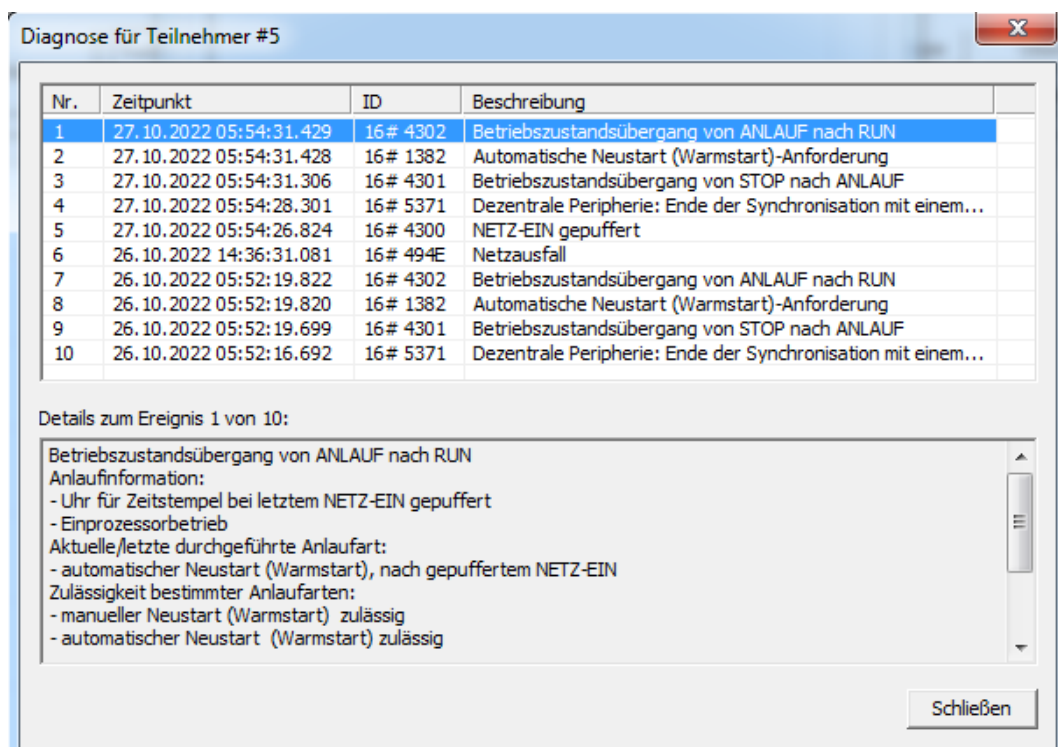 Diagnose für Teilnehmer #5
Nr. Zeitpunkt ID Beschreibung
1 27.10.2022 05:54:31.429 16# 4302 Betriebszustandsübergang von ANLAUF nach RUN
2 27.10.2022 05:54:31.428 16# 1382 Automatische Neustart (Warmstart)-Anforderung
3 27.10.2022 05:54:31.306 16# 4301 Betriebszustandsübergang von STOP nach ANLAUF
4 27.10.2022 05:54:28.301 16# 5371 Dezentrale Peripherie: Ende der Synchronisation mit einem...
5 27.10.2022 05:54:26.824 16# 4300 NETZ-EIN gepuffert
6 26.10.2022 14:36:31.081 16# 494E Netzausfall
7 26.10.2022 05:52:19.822 16# 4302 Betriebszustandsübergang von ANLAUF nach RUN
8 26.10.2022 05:52:19.820 16# 1382 Automatische Neustart (Warmstart)-Anforderung
9 26.10.2022 05:52:19.699 16# 4301 Betriebszustandsübergang von STOP nach ANLAUF
10 26.10.2022 05:52:16.692 16# 5371 Dezentrale Peripherie: Ende der Synchronisation mit einem...
Details zum Ereignis 1 von 10:
Betriebszustandsübergang von ANLAUF nach RUN
Anlaufinformation:
- Uhr für Zeitstempel bei letztem NETZ-EIN gepuffert
- Einprozessorbetrieb
Aktuelle/letzte durchgeführte Anlaufart:
- automatischer Neustart (Warmstart), nach gepuffertem NETZ-EIN
Zulässigkeit bestimmter Anlaufarten:
- manueller Neustart (Warmstart)  zulässig
- automatischer Neustart  (Warmstart) zulässig
Schließen